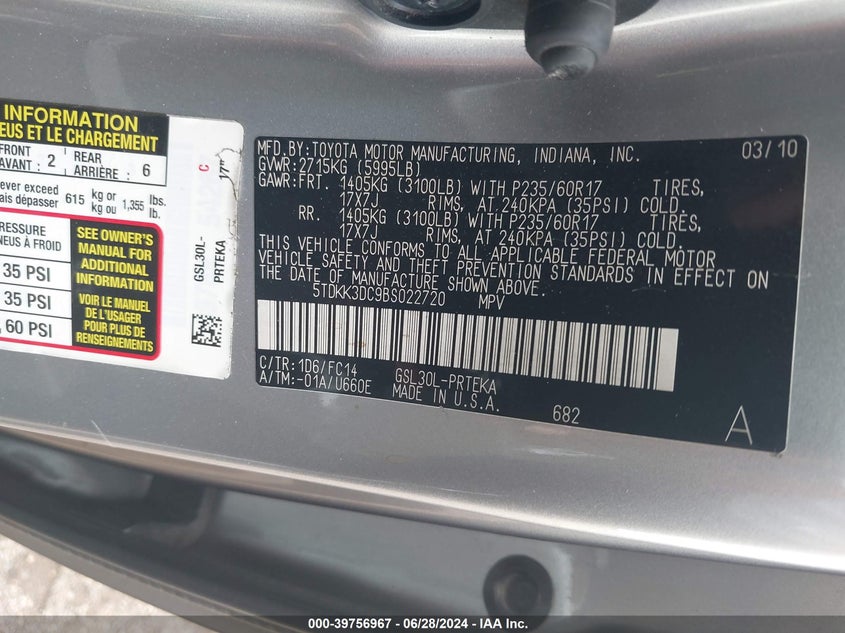 INFORMATION
EUS ET LE CHARGEMENT
FRONT
AVANT : 2
REAR
ARRIÈRE : 6
ever exceed
ais dépasser 615 kg or
kg ou 1,355 lbs.
lb.
PRESSURE
NEUS À FROID
35 PSI
35 PSI
, 60 PSI
SEE OWNER'S
MANUAL FOR
ADDITIONAL
INFORMATION
VOIR LE MANUEL
DE L'USAGER
POUR PLUS DE
RENSEIGNEMENTS
C
17"
GSL30L-
PRTEKA
MFD.BY:TOYOTA MOTOR MANUFACTURING, INDIANA, INC. 03/10
GVWR:2715KG (5995LB)
GAWR:FRT. 1405KG (3100LB) WITH P235/60R17 TIRES,
17X7J RIMS, AT 240KPA (35PSI) COLD.
RR. 1405KG (3100LB) WITH P235/60R17 TIRES,
17X7J RIMS, AT 240KPA (35PSI) COLD.
THIS VEHICLE CONFORMS TO ALL APPLICABLE FEDERAL MOTOR
VEHICLE SAFETY AND THEFT PREVENTION STANDARDS IN EFFECT ON
THE DATE OF MANUFACTURE SHOWN ABOVE.
5TDKK3DC9BS022720 MPV
C/TR:1D6/FC14 GSL30L-PRTEKA
A/TM:-01A/U660E MADE IN U.S.A.
682
A
000-39756967 - 06/28/2024 - IAA Inc.